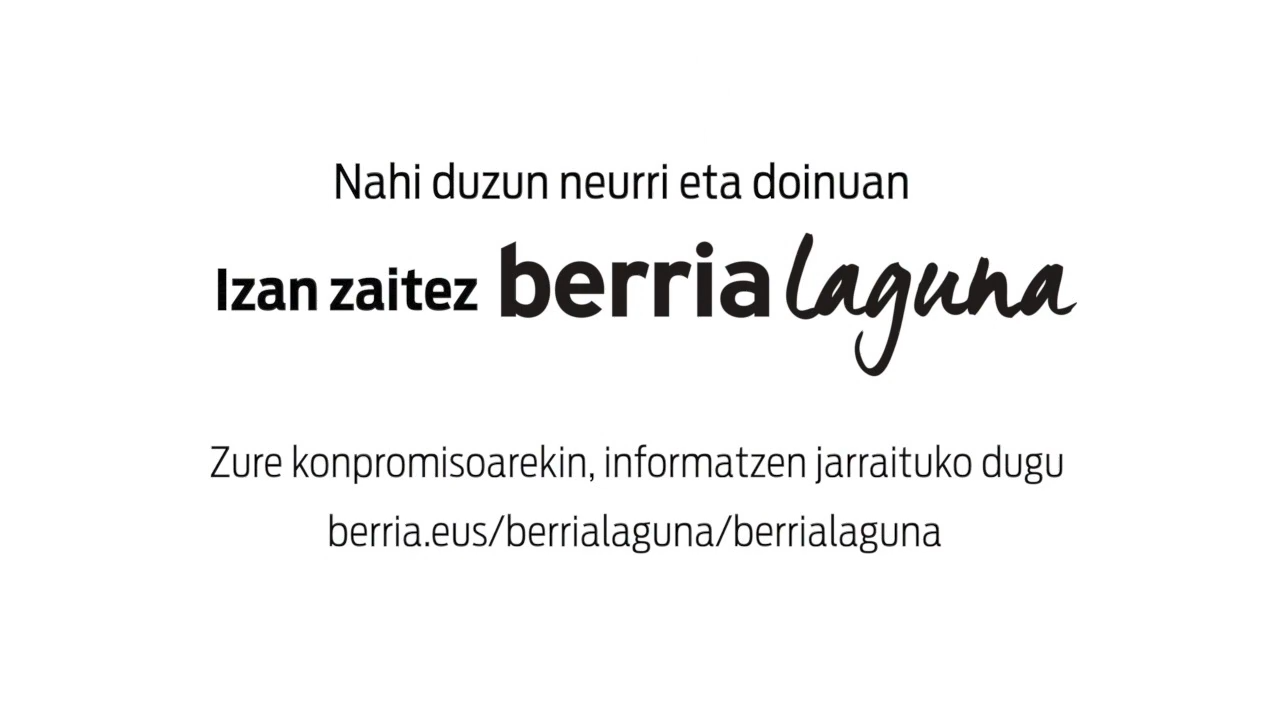 Nahi duzun neurri eta doinuan
Izan zaitez berria laguna
Zure konpromisoarekin, informatzen jarraituko dugu
berria.eus/berrialaguna/berrialaguna